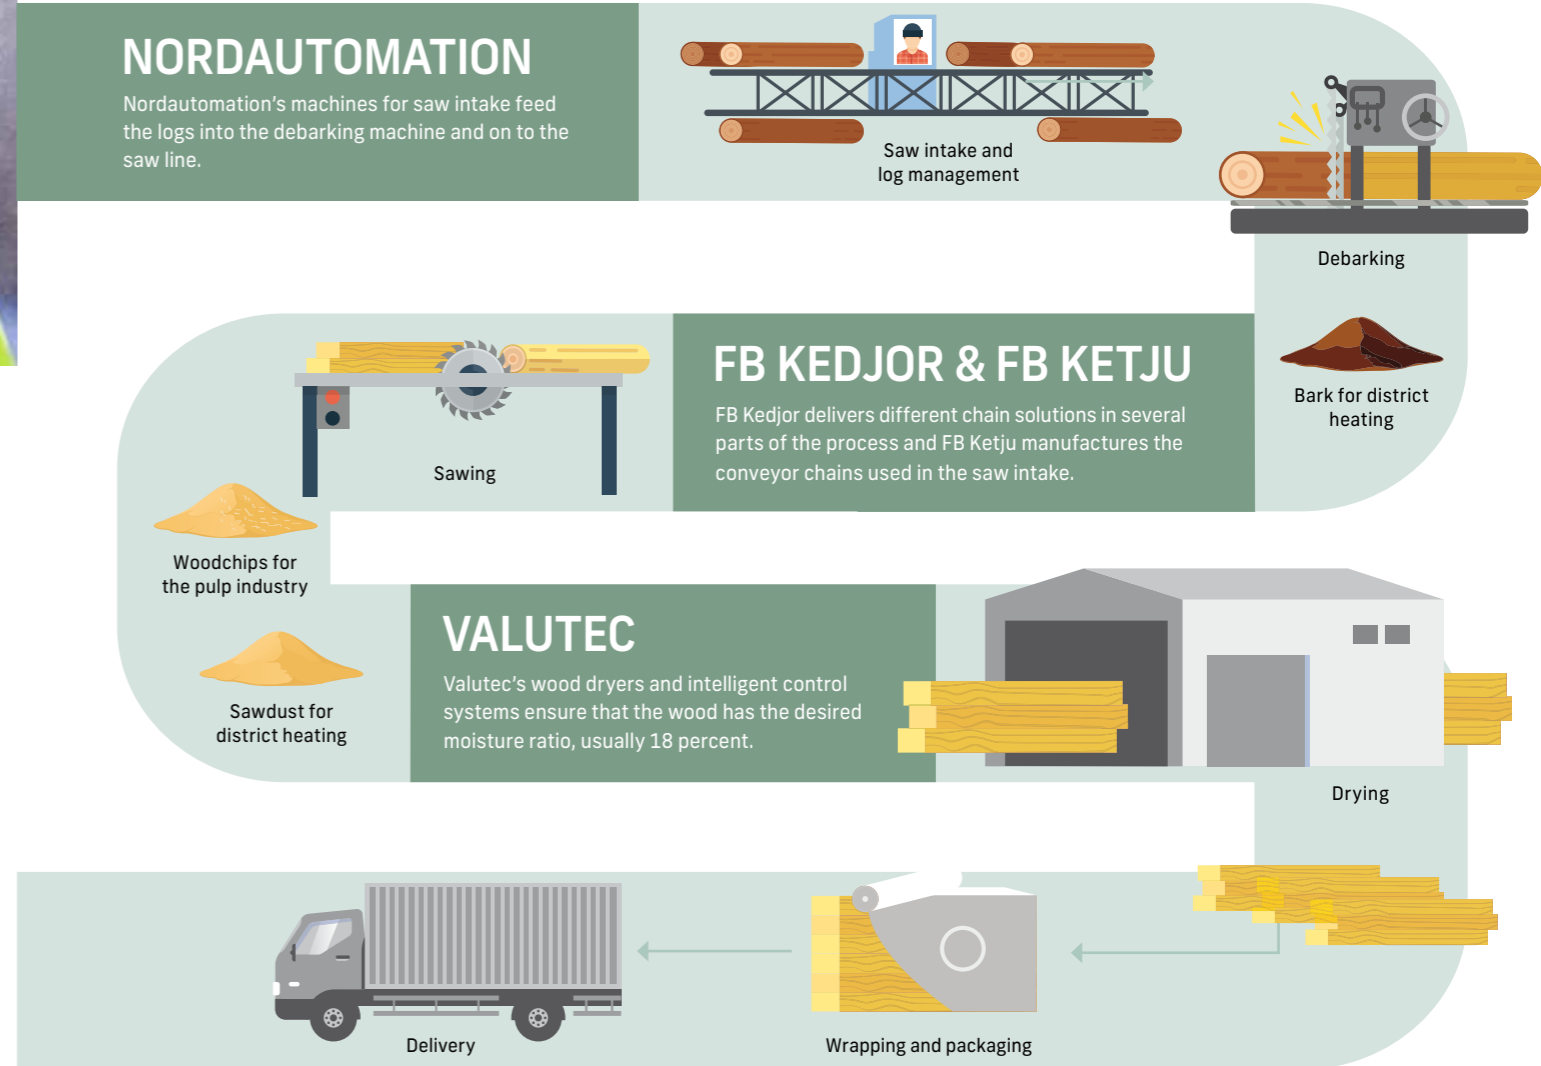 NORDAUTOMATION
Nordautomation’s machines for saw intake feed
the logs into the debarking machine and on to the
saw line.
Saw intake and
log management
Debarking
Bark for district
heating
FB KEDJOR & FB KETJU
FB Kedjor delivers different chain solutions in several
parts of the process and FB Ketju manufactures the
conveyor chains used in the saw intake.
Sawing
Woodchips for
the pulp industry
Sawdust for
district heating
VALUTEC
Valutec’s wood dryers and intelligent control
systems ensure that the wood has the desired
moisture ratio, usually 18 percent.
Drying
Wrapping and packaging
Delivery